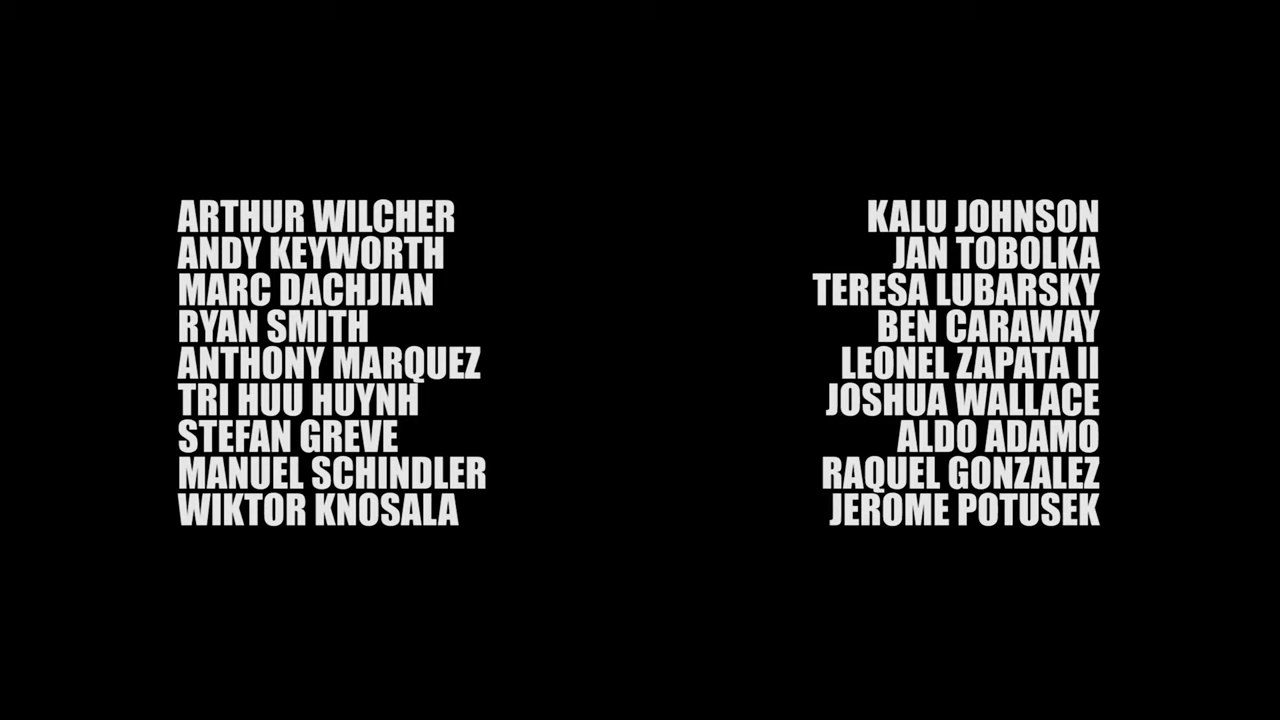 ARTHUR WILCHER
ANDY KEYWORTH
MARC DACHJIAN
RYAN SMITH
ANTHONY MARQUEZ
TRI HUU HUYNH
STEFAN GREVE
MANUEL SCHINDLER
WIKTOR KNOSALA
KALU JOHNSON
JAN TOBOLKA
TERESA LUBARSKY
BEN CARAWAY
LEONEL ZAPATA II
JOSHUA WALLACE
ALDO ADAMO
RAQUEL GONZALEZ
JEROME POTUSEK